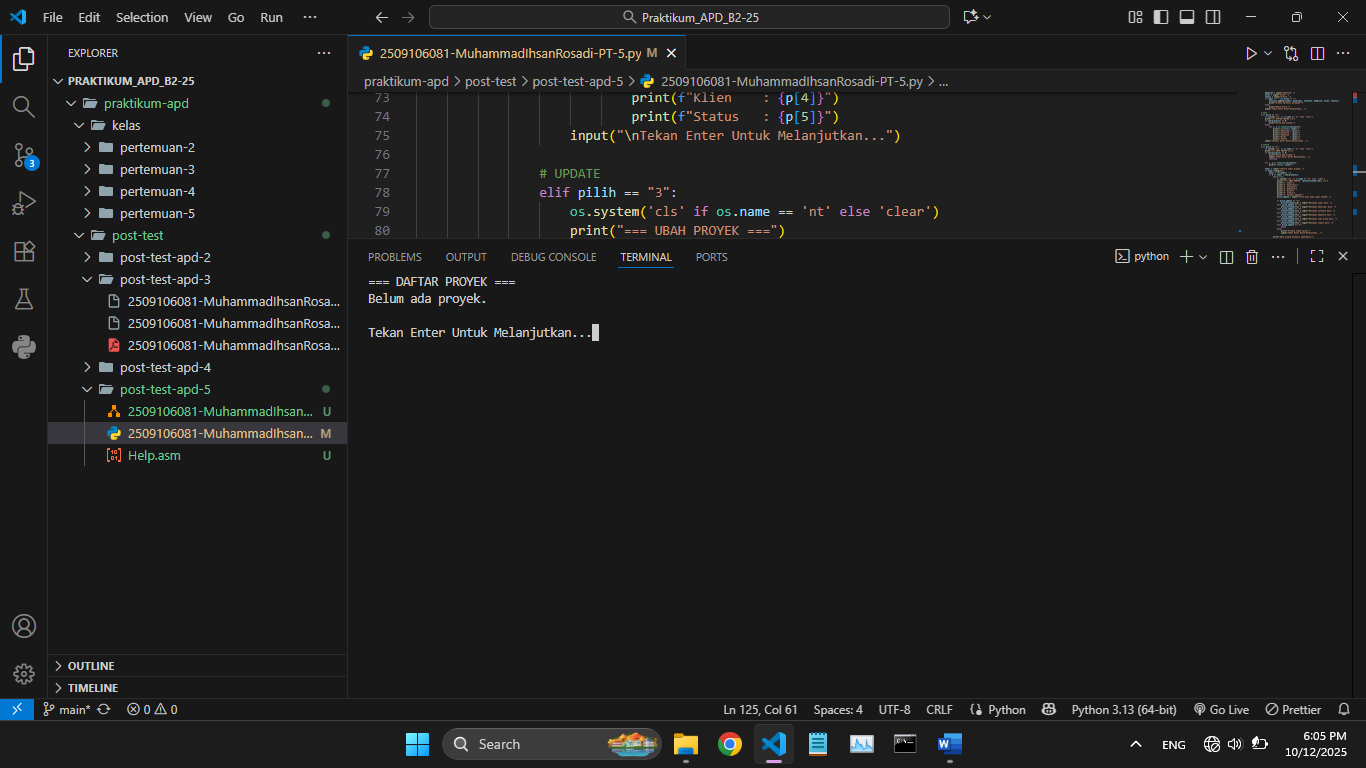 File Edit Selection View Go Run ···
Praktikum_APD_B2-25
EXPLORER
PRAKTIKUM_APD_B2-25
praktikum-apd
kelas
pertemuan-2
pertemuan-3
pertemuan-4
pertemuan-5
post-test
post-test-apd-2
post-test-apd-3
2509106081-MuhammadIhsanRosa...
2509106081-MuhammadIhsanRosa...
2509106081-MuhammadIhsanRosa...
post-test-apd-4
post-test-apd-5
2509106081-MuhammadIhsan... U
2509106081-MuhammadIhsan... M
Help.asm U
OUTLINE
TIMELINE
3
2509106081-MuhammadIhsanRosadi-PT-5.py M
praktikum-apd > post-test > post-test-apd-5 > 2509106081-MuhammadIhsanRosadi-PT-5.py > ...
73 print(f"Klien : {p[4]}")
74 print(f"Status : {p[5]}")
75 input("\nTekan Enter Untuk Melanjutkan...")
76
77 # UPDATE
78 elif pilih == "3":
79 os.system('cls' if os.name == 'nt' else 'clear')
80 print("=== UBAH PROYEK ===")
PROBLEMS OUTPUT DEBUG CONSOLE TERMINAL PORTS
python
=== DAFTAR PROYEK ===
Belum ada proyek.
Tekan Enter Untuk Melanjutkan...
main* 0 0 Ln 125, Col 61 Spaces: 4 UTF-8 CRLF Python Python 3.13 (64-bit) Go Live Prettier
Search
ENG
6:05 PM
10/12/2025